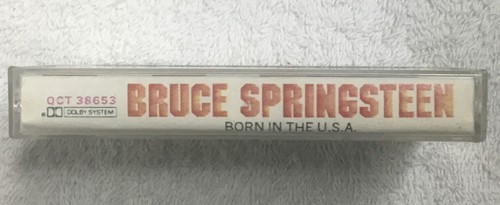 QCT 38653
DOLBY SYSTEM
BRUCE SPRINGSTEEN
BORN IN THE U.S.A.